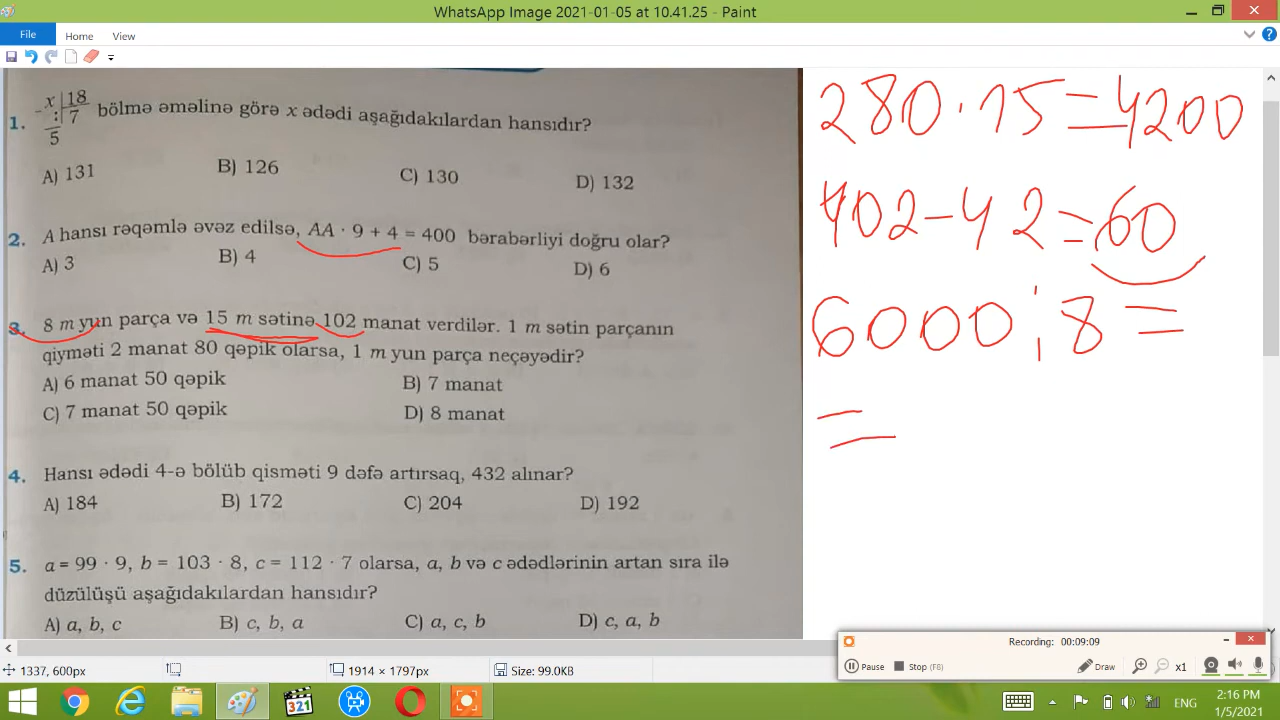 WhatsApp Image 2021-01-05 at 10.41.25 - Paint
File Home View
x 18
1. : 7 bölmə əməlinə görə x ədədi aşağıdakılardan hansıdır?
5
A) 131 B) 126 C) 130 D) 132
2. A hansı rəqəmlə əvəz edilsə, AA · 9 + 4 = 400 bərabərliyi doğru olar?
A) 3 B) 4 C) 5 D) 6
3. 8 m yun parça və 15 m sətinə 102 manat verdilər. 1 m sətin parçanın
qiyməti 2 manat 80 qəpik olarsa, 1 m yun parça neçəyədir?
A) 6 manat 50 qəpik B) 7 manat
C) 7 manat 50 qəpik D) 8 manat
4. Hansı ədədi 4-ə bölüb qisməti 9 dəfə artırsaq, 432 alınar?
A) 184 B) 172 C) 204 D) 192
5. a = 99 · 9, b = 103 · 8, c = 112 · 7 olarsa, a, b və c ədədlərinin artan sıra ilə
düzülüşü aşağıdakılardan hansıdır?
A) a, b, c B) c, b, a C) a, c, b D) c, a, b
280 · 15 = 4200
102 - 42 = 60
6000 : 8 =
=
Recording: 00:09:09
Pause Stop (F8) Draw x1
1337, 600px 1914 × 1797px Size: 99.0KB
321
ENG
2:16 PM
1/5/2021